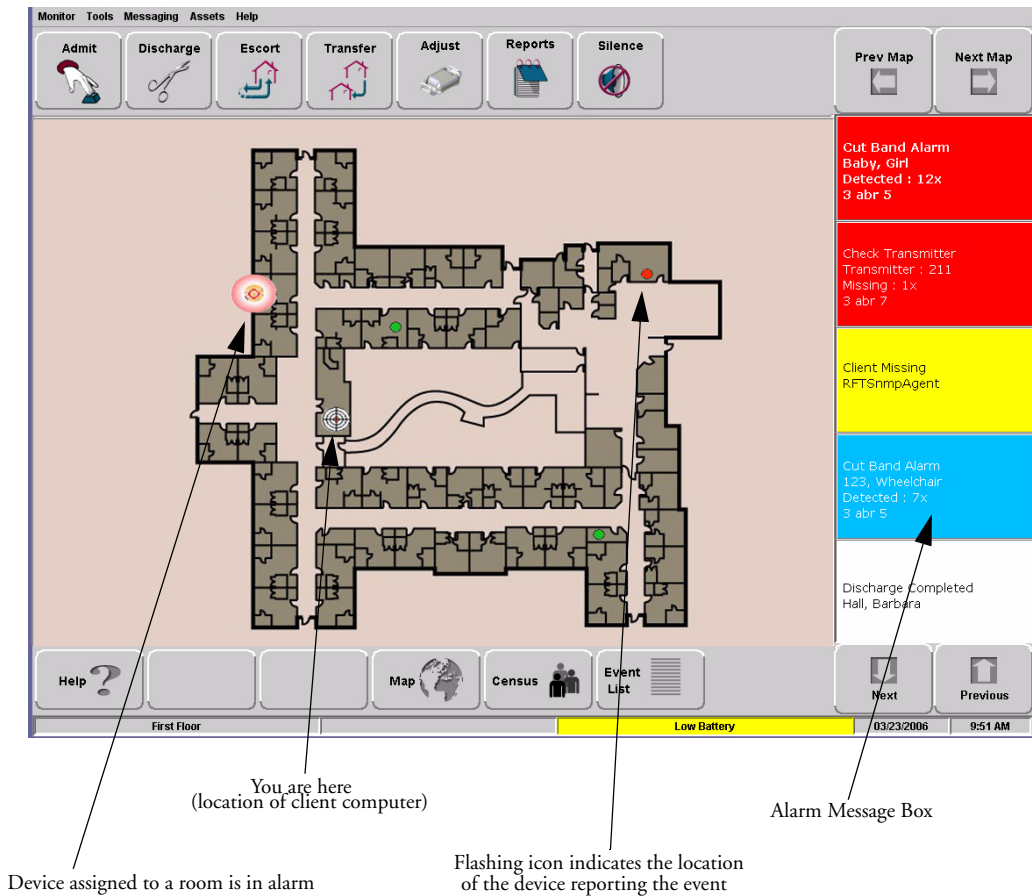 Monitor Tools Messaging Assets Help
Admit
Discharge
Escort
Transfer
Adjust
Reports
Silence
Prev Map
Next Map
Cut Band Alarm
Baby, Girl
Detected : 12x
3 abr 5
Check Transmitter
Transmitter : 211
Missing : 1x
3 abr 7
Client Missing
RFTSnmpAgent
Cut Band Alarm
123, Wheelchair
Detected : 7x
3 abr 5
Discharge Completed
Hall, Barbara
Help
Map
Census
Event
List
Next
Previous
First Floor
Low Battery
03/23/2006
9:51 AM
You are here
(location of client computer)
Alarm Message Box
Device assigned to a room is in alarm
Flashing icon indicates the location
of the device reporting the event